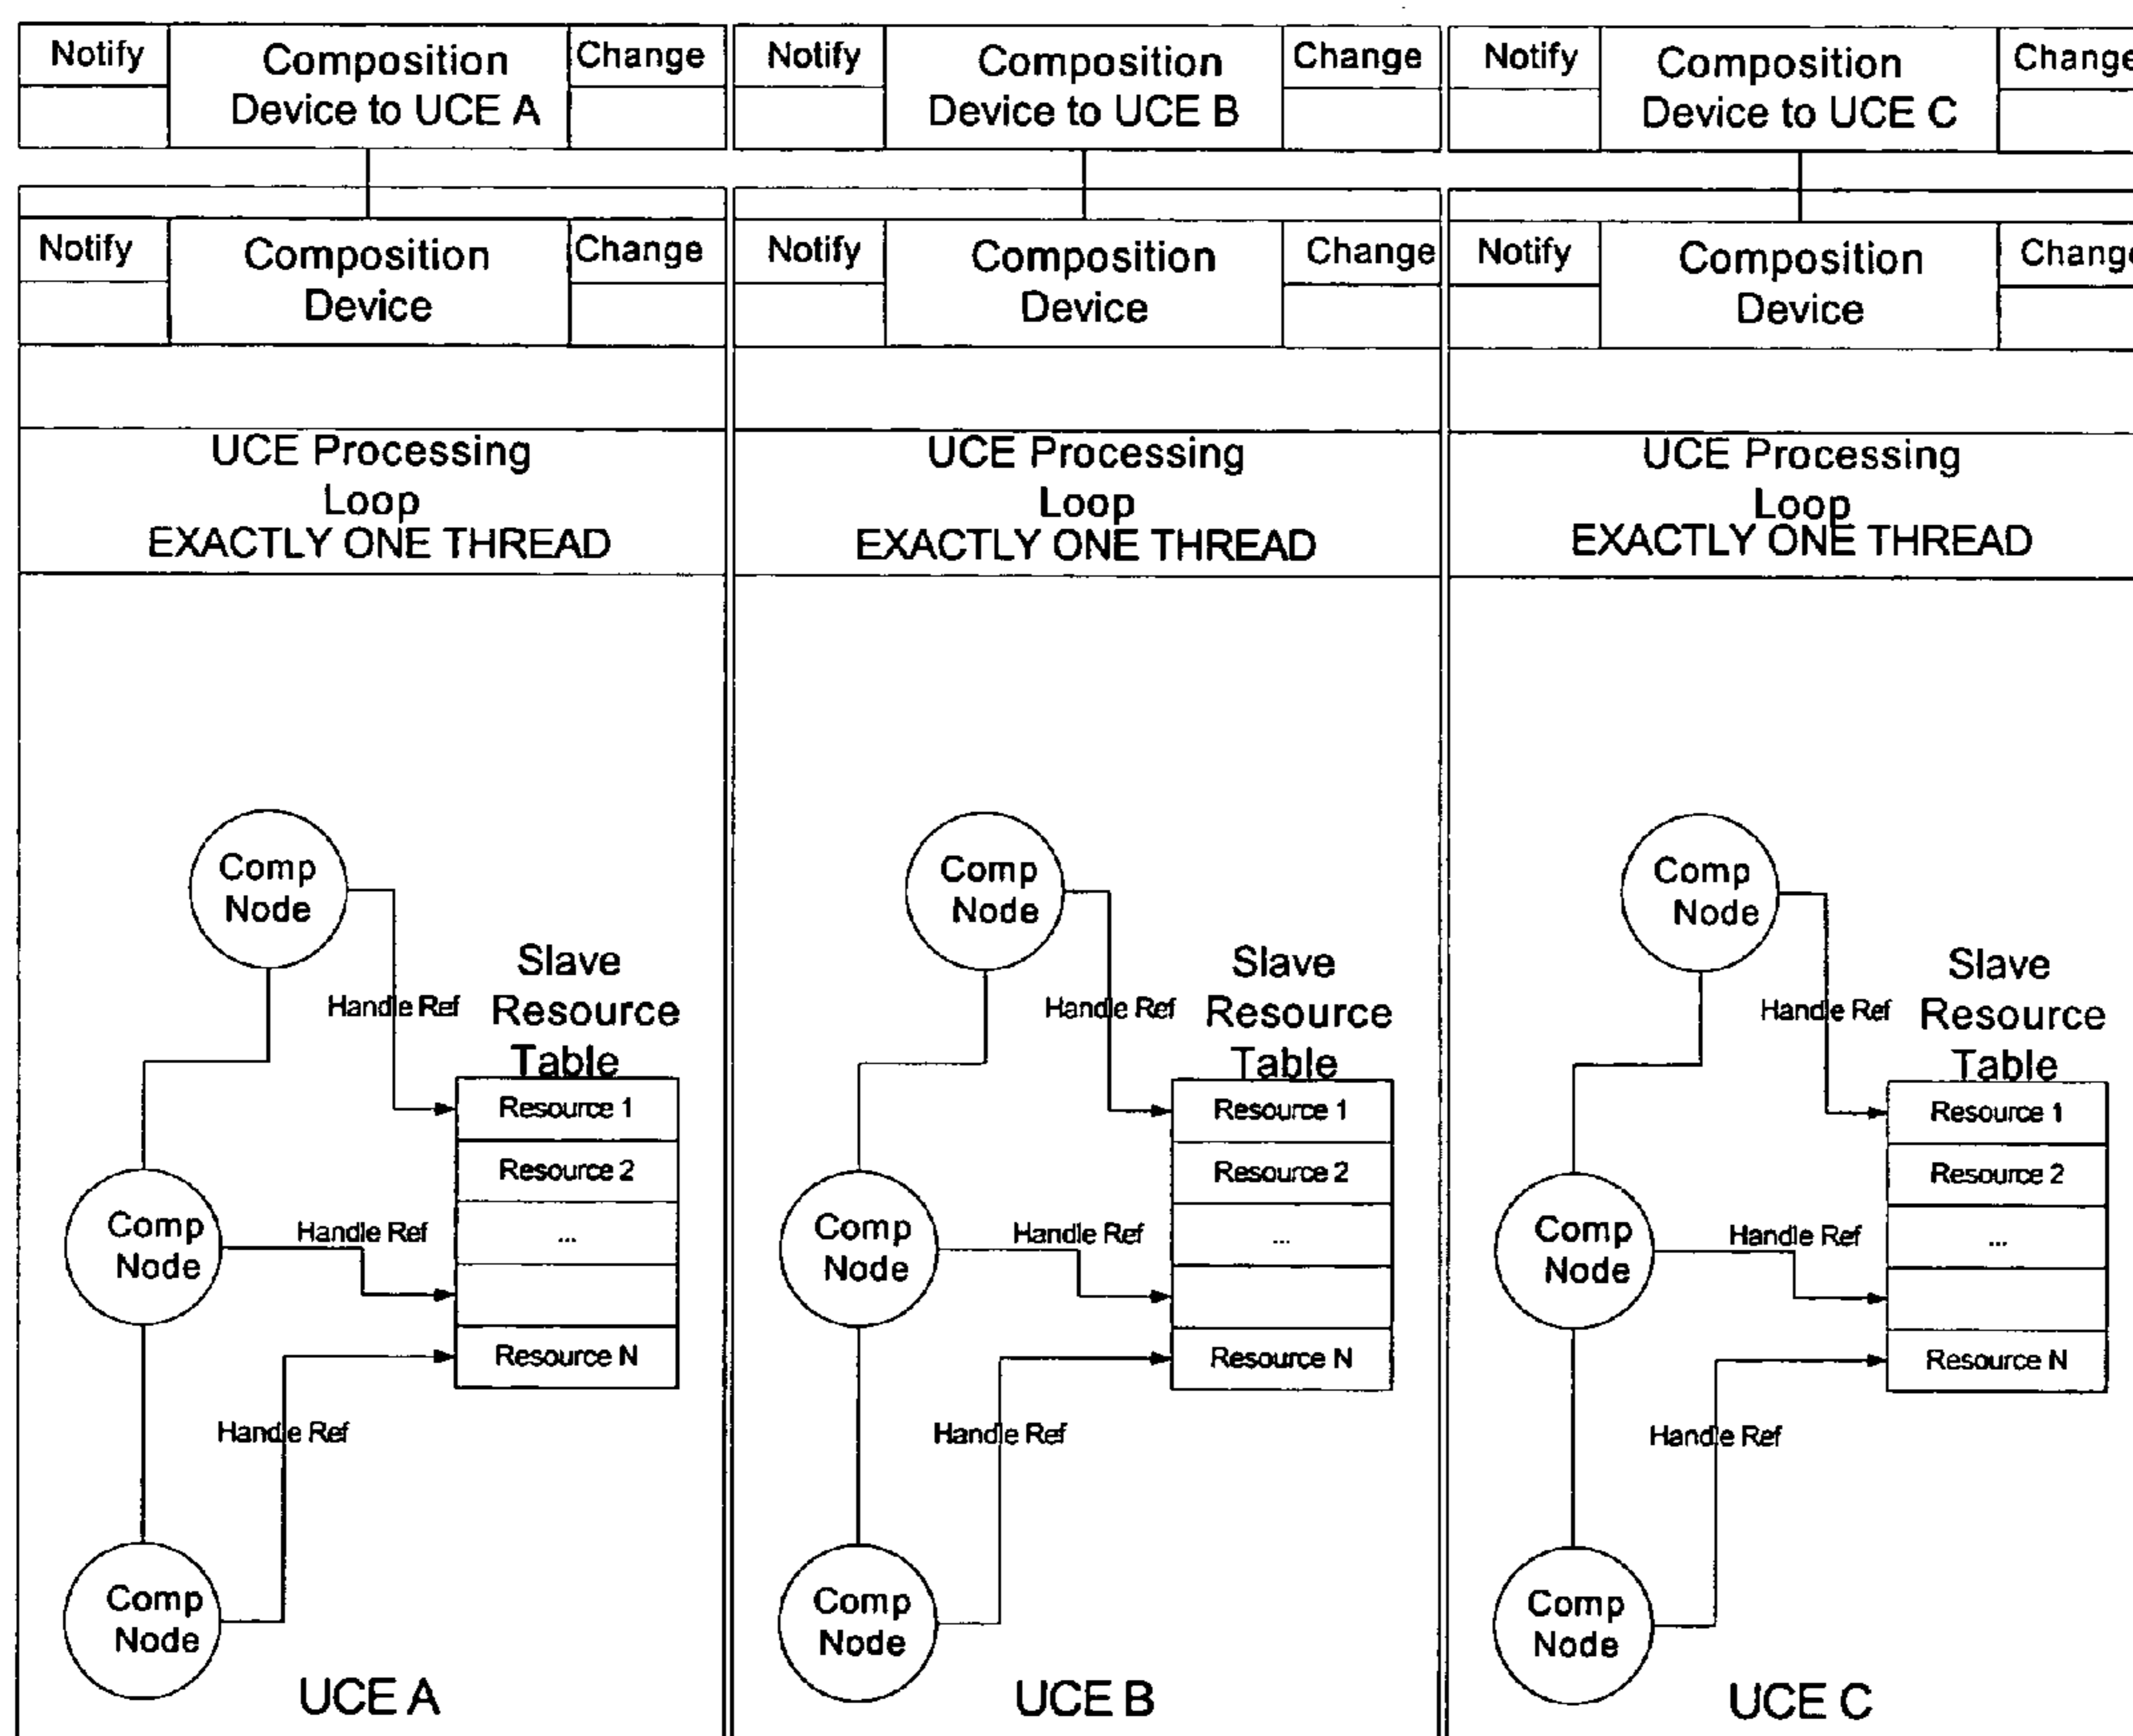 Notify
Composition
Device to UCE A
Change
Notify
Composition
Device to UCE B
Change
Notify
Composition
Device to UCE C
Change
Notify
Composition
Device
Change
Notify
Composition
Device
Change
Notify
Composition
Device
Change
UCE Processing
Loop
EXACTLY ONE THREAD
UCE Processing
Loop
EXACTLY ONE THREAD
UCE Processing
Loop
EXACTLY ONE THREAD
Comp
Node
Handle Ref
Slave
Resource
Table
Resource 1
Resource 2
...
Resource N
Comp
Node
Handle Ref
Handle Ref
Comp
Node
UCE A
Comp
Node
Handle Ref
Slave
Resource
Table
Resource 1
Resource 2
...
Resource N
Comp
Node
Handle Ref
Handle Ref
Comp
Node
UCE B
Comp
Node
Handle Ref
Slave
Resource
Table
Resource 1
Resource 2
...
Resource N
Comp
Node
Handle Ref
Handle Ref
Comp
Node
UCE C